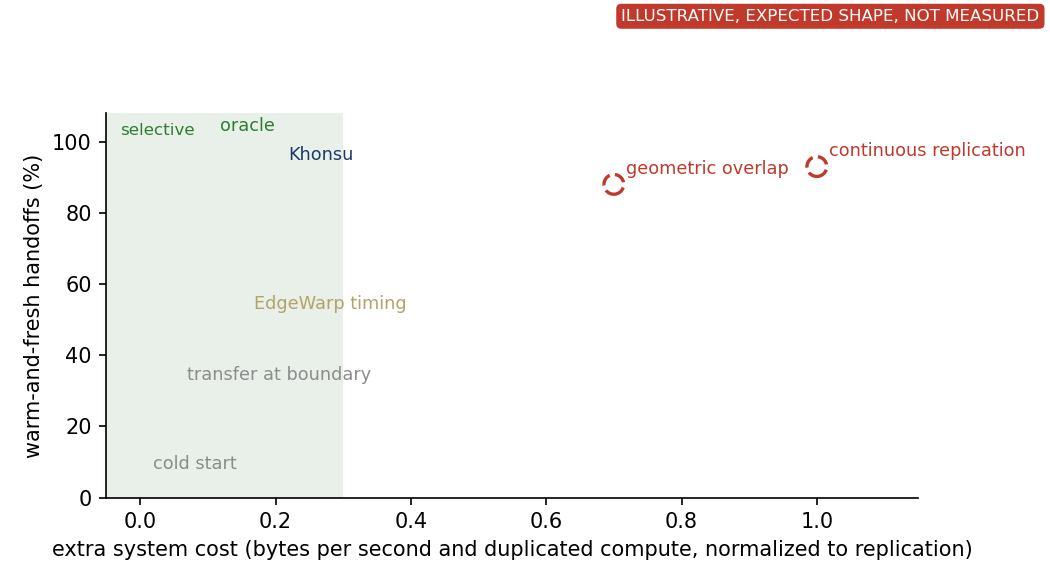 ILLUSTRATIVE, EXPECTED SHAPE, NOT MEASURED
selective
oracle
Khonsu
continuous replication
geometric overlap
EdgeWarp timing
transfer at boundary
cold start
warm-and-fresh handoffs (%)
100
80
60
40
20
0
0.0 0.2 0.4 0.6 0.8 1.0
extra system cost (bytes per second and duplicated compute, normalized to replication)